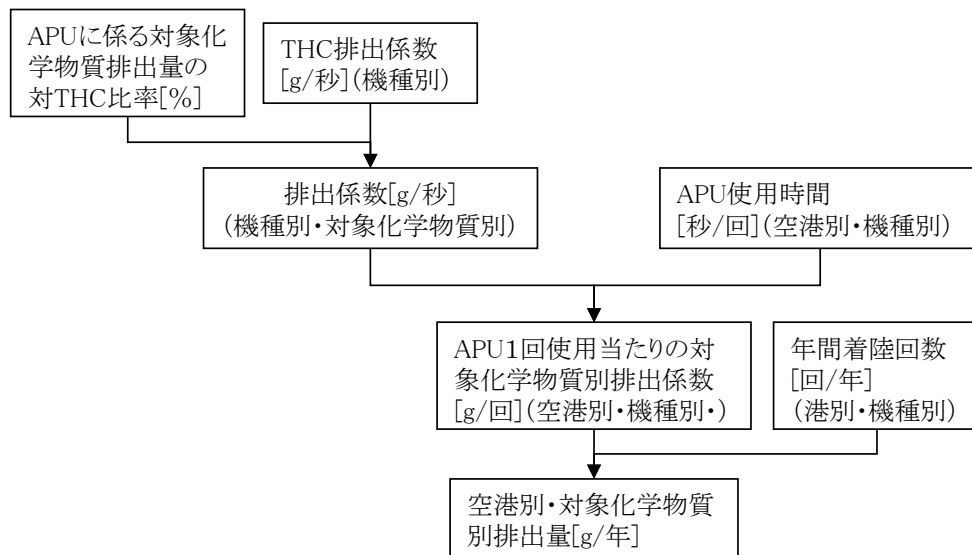 APUに係る対象化
学物質排出量の
対THC比率[%]
THC排出係数
[g/秒](機種別)
排出係数[g/秒]
(機種別・対象化学物質別)
APU使用時間
[秒/回](空港別・機種別)
APU１回使用当たりの対
象化学物質別排出係数
[g/回](空港別・機種別・)
年間着陸回数
[回/年]
(港別・機種別)
空港別・対象化学物質
別排出量[g/年]